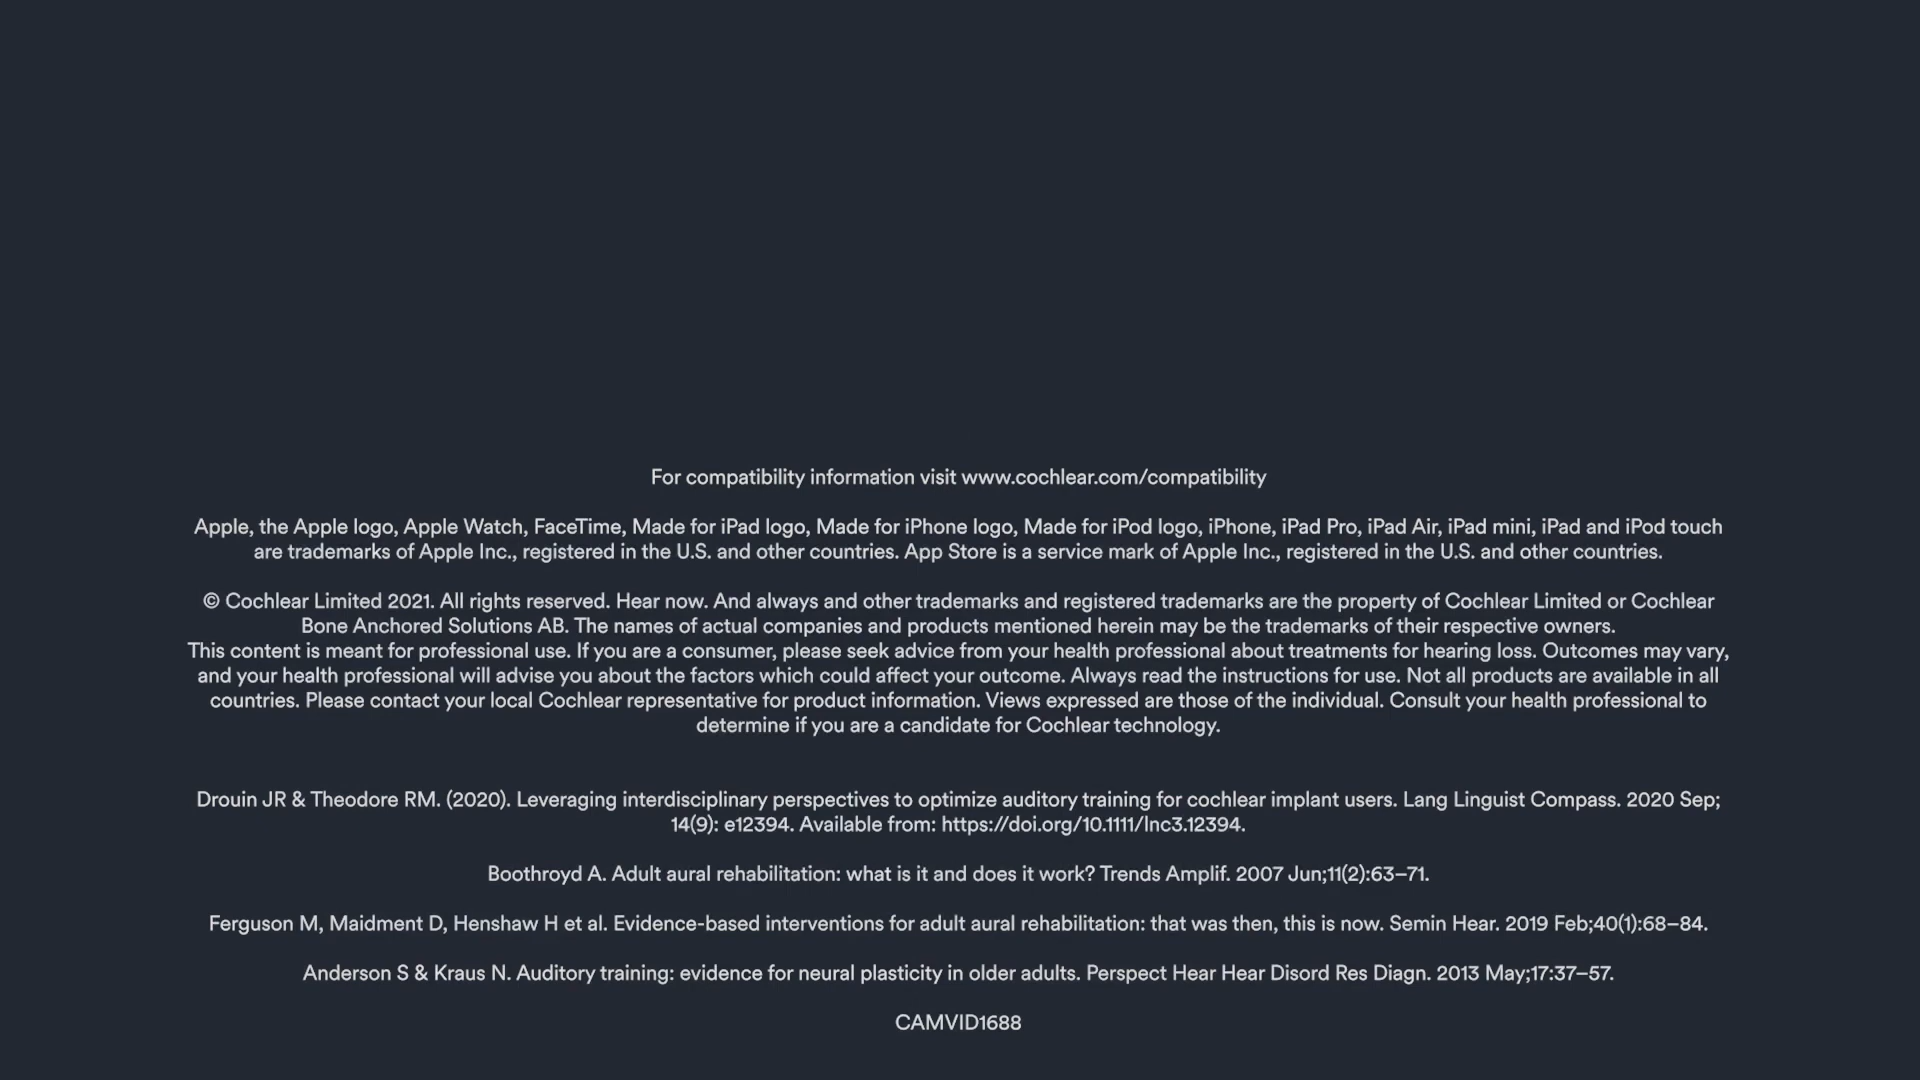 For compatibility information visit www.cochlear.com/compatibility
Apple, the Apple logo, Apple Watch, FaceTime, Made for iPad logo, Made for iPhone logo, Made for iPod logo, iPhone, iPad Pro, iPad Air, iPad mini, iPad and iPod touch
are trademarks of Apple Inc., registered in the U.S. and other countries. App Store is a service mark of Apple Inc., registered in the U.S. and other countries.
© Cochlear Limited 2021. All rights reserved. Hear now. And always and other trademarks and registered trademarks are the property of Cochlear Limited or Cochlear
Bone Anchored Solutions AB. The names of actual companies and products mentioned herein may be the trademarks of their respective owners.
This content is meant for professional use. If you are a consumer, please seek advice from your health professional about treatments for hearing loss. Outcomes may vary,
and your health professional will advise you about the factors which could affect your outcome. Always read the instructions for use. Not all products are available in all
countries. Please contact your local Cochlear representative for product information. Views expressed are those of the individual. Consult your health professional to
determine if you are a candidate for Cochlear technology.
Drouin JR & Theodore RM. (2020). Leveraging interdisciplinary perspectives to optimize auditory training for cochlear implant users. Lang Linguist Compass. 2020 Sep;
14(9): e12394. Available from: https://doi.org/10.1111/lnc3.12394.
Boothroyd A. Adult aural rehabilitation: what is it and does it work? Trends Amplif. 2007 Jun;11(2):63–71.
Ferguson M, Maidment D, Henshaw H et al. Evidence-based interventions for adult aural rehabilitation: that was then, this is now. Semin Hear. 2019 Feb;40(1):68–84.
Anderson S & Kraus N. Auditory training: evidence for neural plasticity in older adults. Perspect Hear Hear Disord Res Diagn. 2013 May;17:37–57.
CAMVID1688